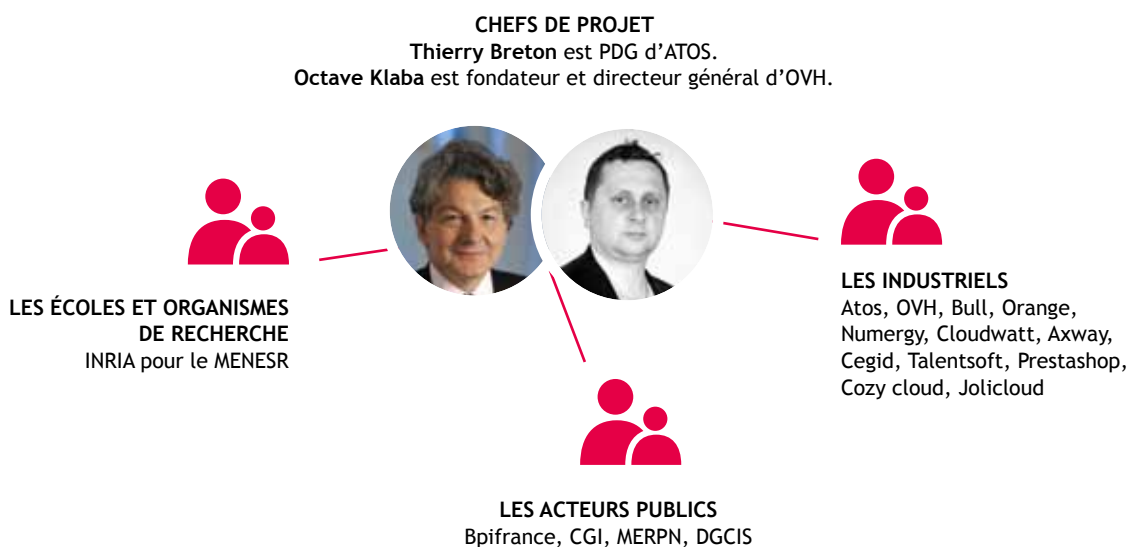 CHEFS DE PROJET
Thierry Breton est PDG d’ATOS.
Octave Klaba est fondateur et directeur général d’OVH.
LES ÉCOLES ET ORGANISMES
DE RECHERCHE
INRIA pour le MENESR
LES INDUSTRIELS
Atos, OVH, Bull, Orange,
Numergy, Cloudwatt, Axway,
Cegid, Talentsoft, Prestashop,
Cozy cloud, Jolicloud
LES ACTEURS PUBLICS
Bpifrance, CGI, MERPN, DGCIS